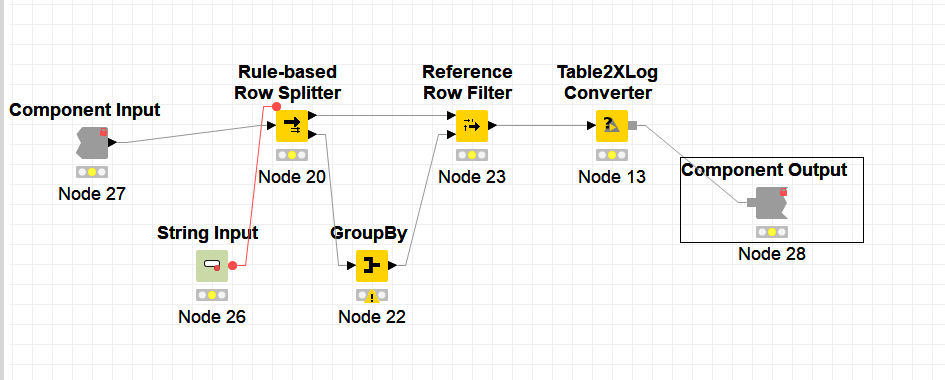 Component Input
Node 27
Rule-based
Row Splitter
Node 20
Reference
Row Filter
Node 23
Table2XLog
Converter
?
Node 13
Component Output
Node 28
String Input
Node 26
GroupBy
!
Node 22